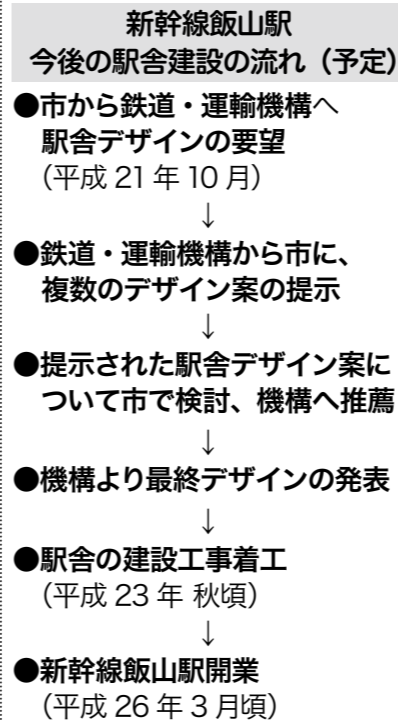 新幹線飯山駅
今後の駅舎建設の流れ（予定）
●市から鉄道・運輸機構へ
駅舎デザインの要望
（平成 21 年 10 月）
↓
●鉄道・運輸機構から市に、
複数のデザイン案の提示
↓
●提示された駅舎デザイン案に
ついて市で検討、機構へ推薦
↓
●機構より最終デザインの発表
↓
●駅舎の建設工事着工
（平成 23 年 秋頃）
↓
●新幹線飯山駅開業
（平成 26 年 3 月頃）